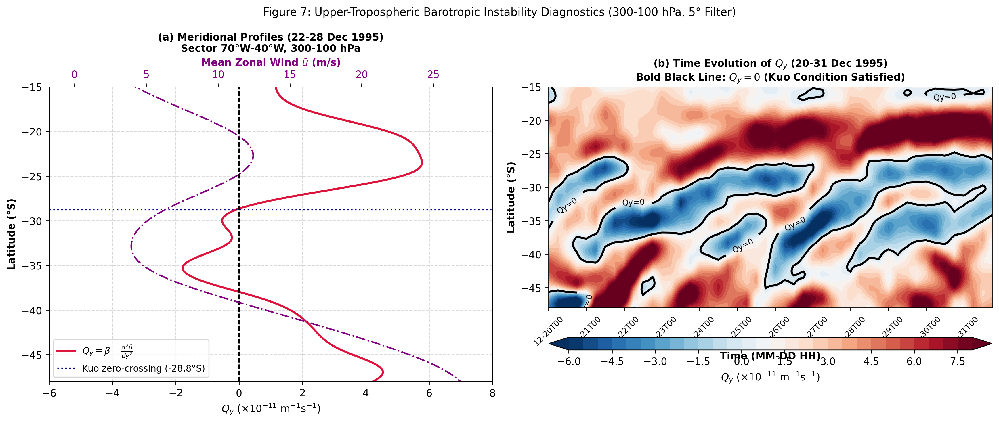 Figure 7: Upper-Tropospheric Barotropic Instability Diagnostics (300-100 hPa, 5° Filter)
(a) Meridional Profiles (22-28 Dec 1995)
Sector 70°W-40°W, 300-100 hPa
Mean Zonal Wind ū (m/s)
0 5 10 15 20 25
−15
−20
−25
−30
−35
−40
−45
Latitude (°S)
Q_y = β − d²ū/dy²
Kuo zero-crossing (-28.8°S)
−6 −4 −2 0 2 4 6 8
Q_y (×10⁻¹¹ m⁻¹s⁻¹)
(b) Time Evolution of Q_y (20-31 Dec 1995)
Bold Black Line: Q_y = 0 (Kuo Condition Satisfied)
−15
−20
−25
−30
−35
−40
−45
Latitude (°S)
Qy=0
Qy=0
Qy=0
Qy=0
Qy=0
=0
12-20T00 -21T00 -22T00 -23T00 -24T00 -25T00 -26T00 -27T00 -28T00 -29T00 -30T00 -31T00
Time (MM-DD HH)
−6.0 −4.5 −3.0 −1.5 0.0 1.5 3.0 4.5 6.0 7.5
Q_y (×10⁻¹¹ m⁻¹s⁻¹)